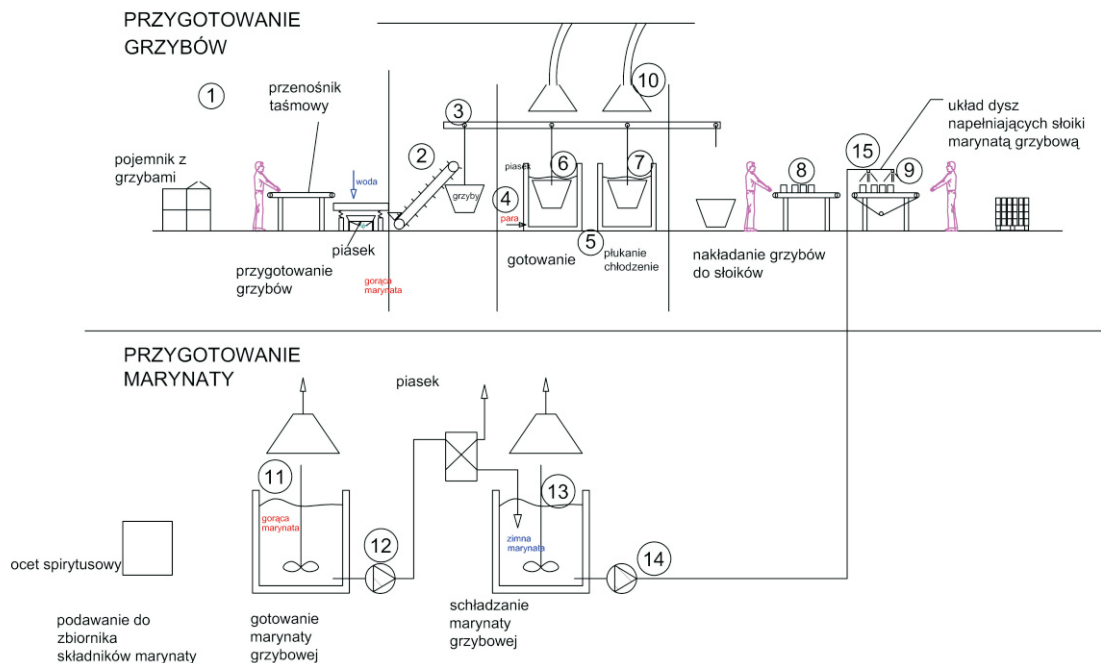 PRZYGOTOWANIE
GRZYBÓW
1
przenośnik
taśmowy
pojemnik z
grzybami
woda
piasek
przygotowanie
grzybów
gorąca
marynata
2
3
grzyby
4
para
piasek
6
7
10
5
gotowanie
płukanie
chłodzenie
8
15
9
układ dysz
napełniających słoiki
marynatą grzybową
nakładanie grzybów
do słoików
PRZYGOTOWANIE
MARYNATY
piasek
11
gorąca
marynata
12
13
zimna
marynata
14
ocet spirytusowy
podawanie do
zbiornika
składników marynaty
gotowanie
marynaty
grzybowej
schładzanie
marynaty
grzybowej